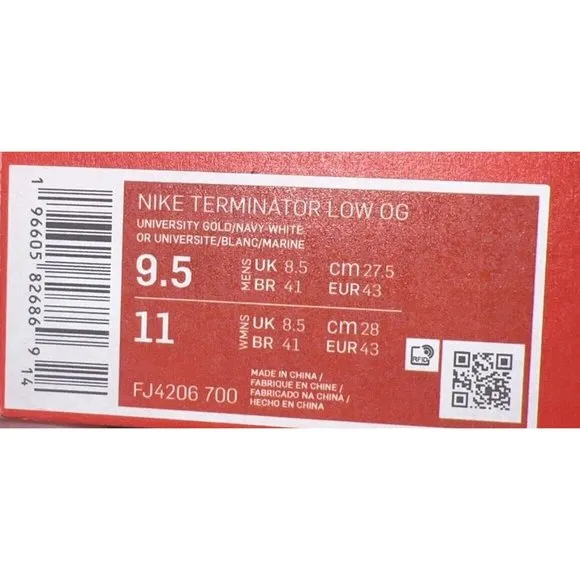 NIKE TERMINATOR LOW OG
UNIVERSITY GOLD/NAVY-WHITE
OR UNIVERSITE/BLANC/MARINE
9.5 MENS UK 8.5 cm 27.5
BR 41 EUR 43
11 WMNS UK 8.5 cm 28
BR 41 EUR 43
FJ4206 700
MADE IN CHINA /
FABRIQUE EN CHINE /
FABRICADO NA CHINA /
HECHO EN CHINA
RFID
1 96605 82686 9 14